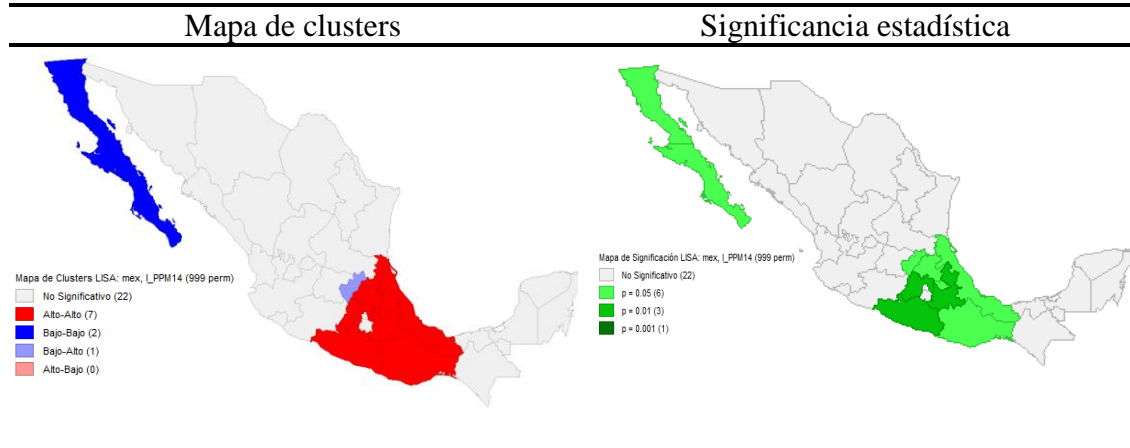 Mapa de clusters
Significancia estadística
Mapa de Clusters LISA: mex, I_PPM14 (999 perm)
No Significativo (22)
Alto-Alto (7)
Bajo-Bajo (2)
Bajo-Alto (1)
Alto-Bajo (0)
Mapa de Significación LISA: mex, I_PPM14 (999 perm)
No Significativo (22)
p = 0.05 (6)
p = 0.01 (3)
p = 0.001 (1)